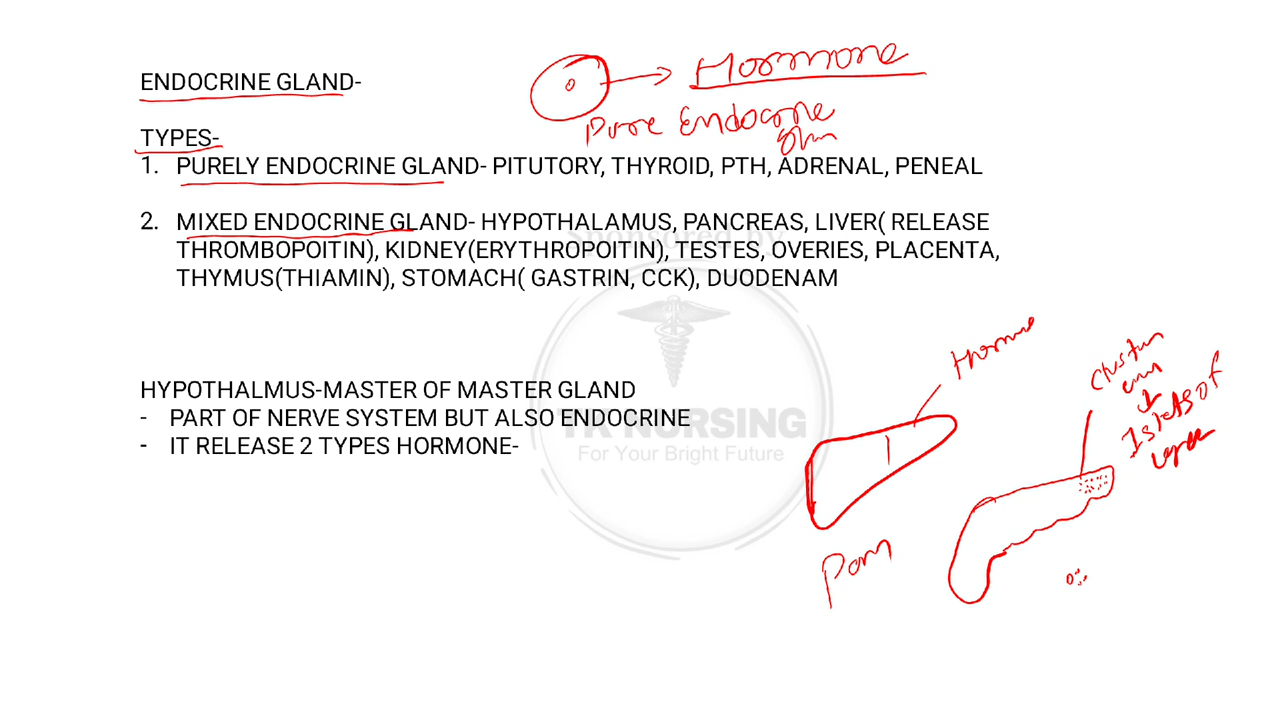 ENDOCRINE GLAND-
Hormone
Pure Endocrine
TYPES-
1. PURELY ENDOCRINE GLAND- PITUTORY, THYROID, PTH, ADRENAL, PENEAL
2. MIXED ENDOCRINE GLAND- HYPOTHALAMUS, PANCREAS, LIVER( RELEASE
THROMBOPOITIN), KIDNEY(ERYTHROPOITIN), TESTES, OVERIES, PLACENTA,
THYMUS(THIAMIN), STOMACH( GASTRIN, CCK), DUODENAM
Sponsored by
HYPOTHALMUS-MASTER OF MASTER GLAND
- PART OF NERVE SYSTEM BUT ALSO ENDOCRINE
- IT RELEASE 2 TYPES HORMONE-
TK NURSING
For Your Bright Future